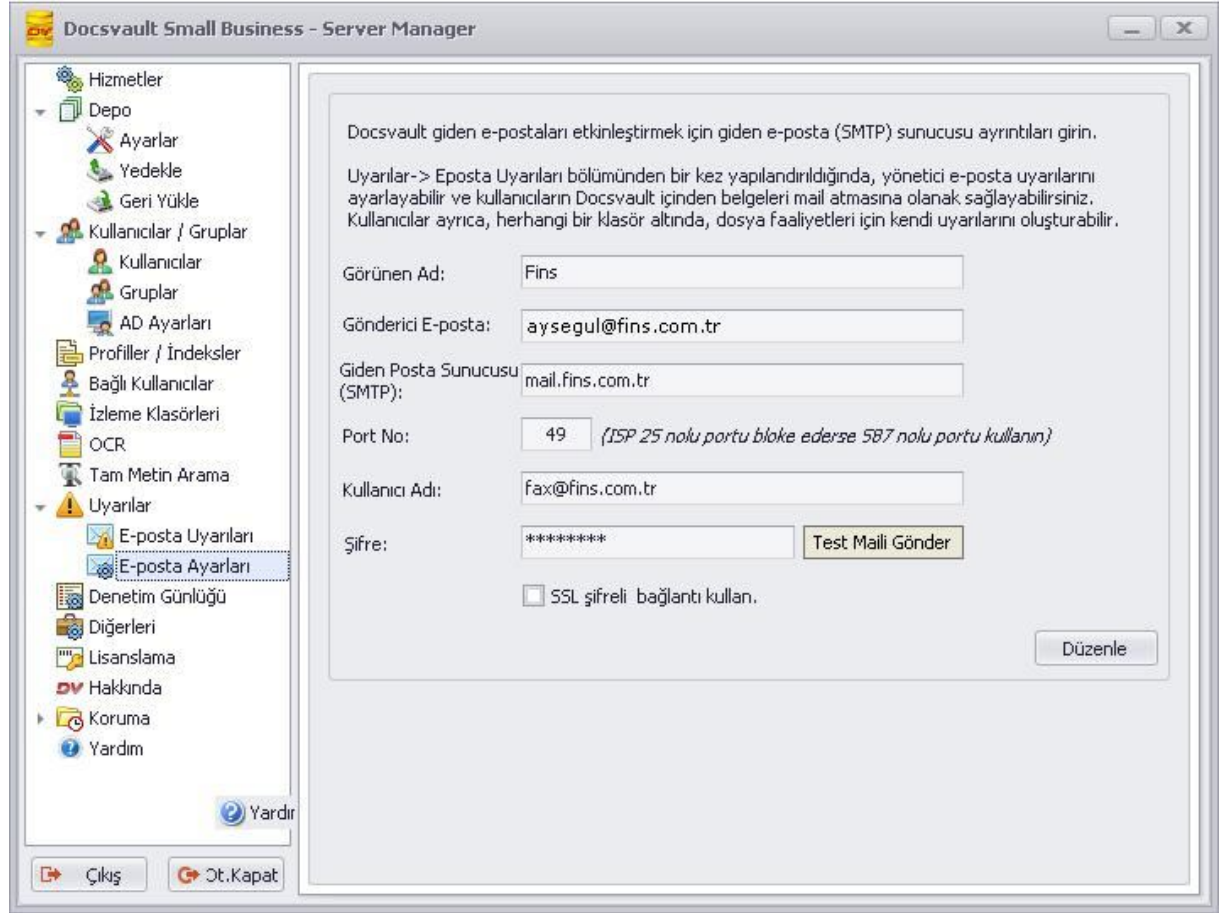 Docsvault Small Business - Server Manager
Hizmetler
Depo
Ayarlar
Yedekle
Geri Yükle
Kullanıcılar / Gruplar
Kullanıcılar
Gruplar
AD Ayarları
Profiller / İndeksler
Bağlı Kullanıcılar
İzleme Klasörleri
OCR
Tam Metin Arama
Uyarılar
E-posta Uyarıları
E-posta Ayarları
Denetim Günlüğü
Diğerleri
Lisanslama
DV Hakkında
Koruma
Yardım
Yardır
Çıkış
Ot.Kapat
Docsvault giden e-postaları etkinleştirmek için giden e-posta (SMTP) sunucusu ayrıntıları girin.
Uyarılar-> Eposta Uyarıları bölümünden bir kez yapılandırıldığında, yönetici e-posta uyarılarını
ayarlayabilir ve kullanıcıların Docsvault içinden belgeleri mail atmasına olanak sağlayabilirsiniz.
Kullanıcılar ayrıca, herhangi bir klasör altında, dosya faaliyetleri için kendi uyarılarını oluşturabilir.
Görünen Ad: Fins
Gönderici E-posta: aysegul@fins.com.tr
Giden Posta Sunucusu
(SMTP): mail.fins.com.tr
Port No: 49 (ISP 25 nolu portu bloke ederse 587 nolu portu kullanın)
Kullanıcı Adı: fax@fins.com.tr
Şifre: ******** Test Maili Gönder
SSL şifreli bağlantı kullan.
Düzenle